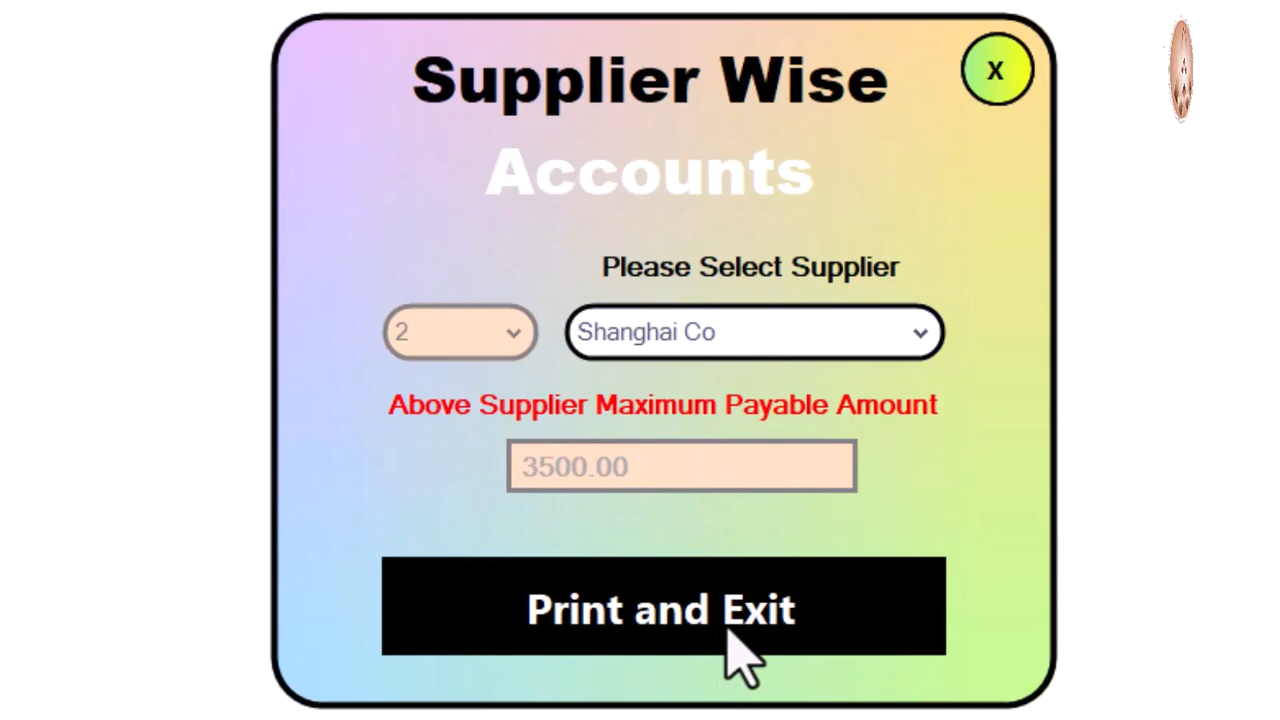 Supplier Wise
X
Accounts
Please Select Supplier
2
Shanghai Co
Above Supplier Maximum Payable Amount
3500.00
Print and Exit